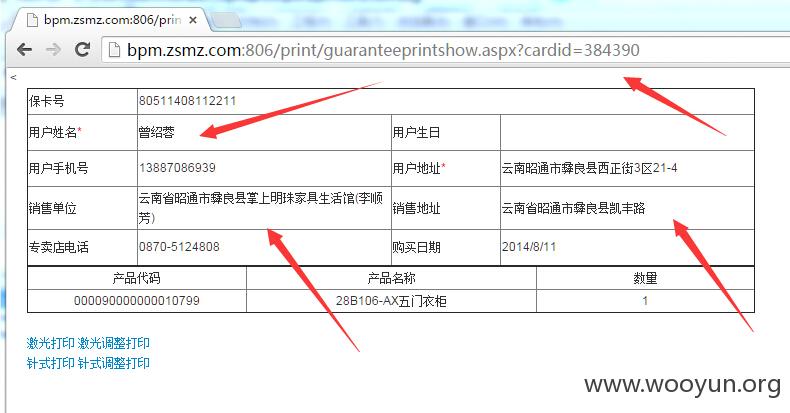 bpm.zsmz.com:806/prin
bpm.zsmz.com:806/print/guaranteeprintshow.aspx?cardid=384390
<
保卡号 80511408112211
用户姓名* 曾绍蓉 用户生日
用户手机号 13887086939 用户地址* 云南昭通市彝良县西正街3区21-4
销售单位 云南省昭通市彝良县掌上明珠家具生活馆(李顺
芳) 销售地址 云南省昭通市彝良县凯丰路
专卖店电话 0870-5124808 购买日期 2014/8/11
产品代码 产品名称 数量
000090000000010799 28B106-AX五门衣柜 1
激光打印 激光调整打印
针式打印 针式调整打印
www.wooyun.org